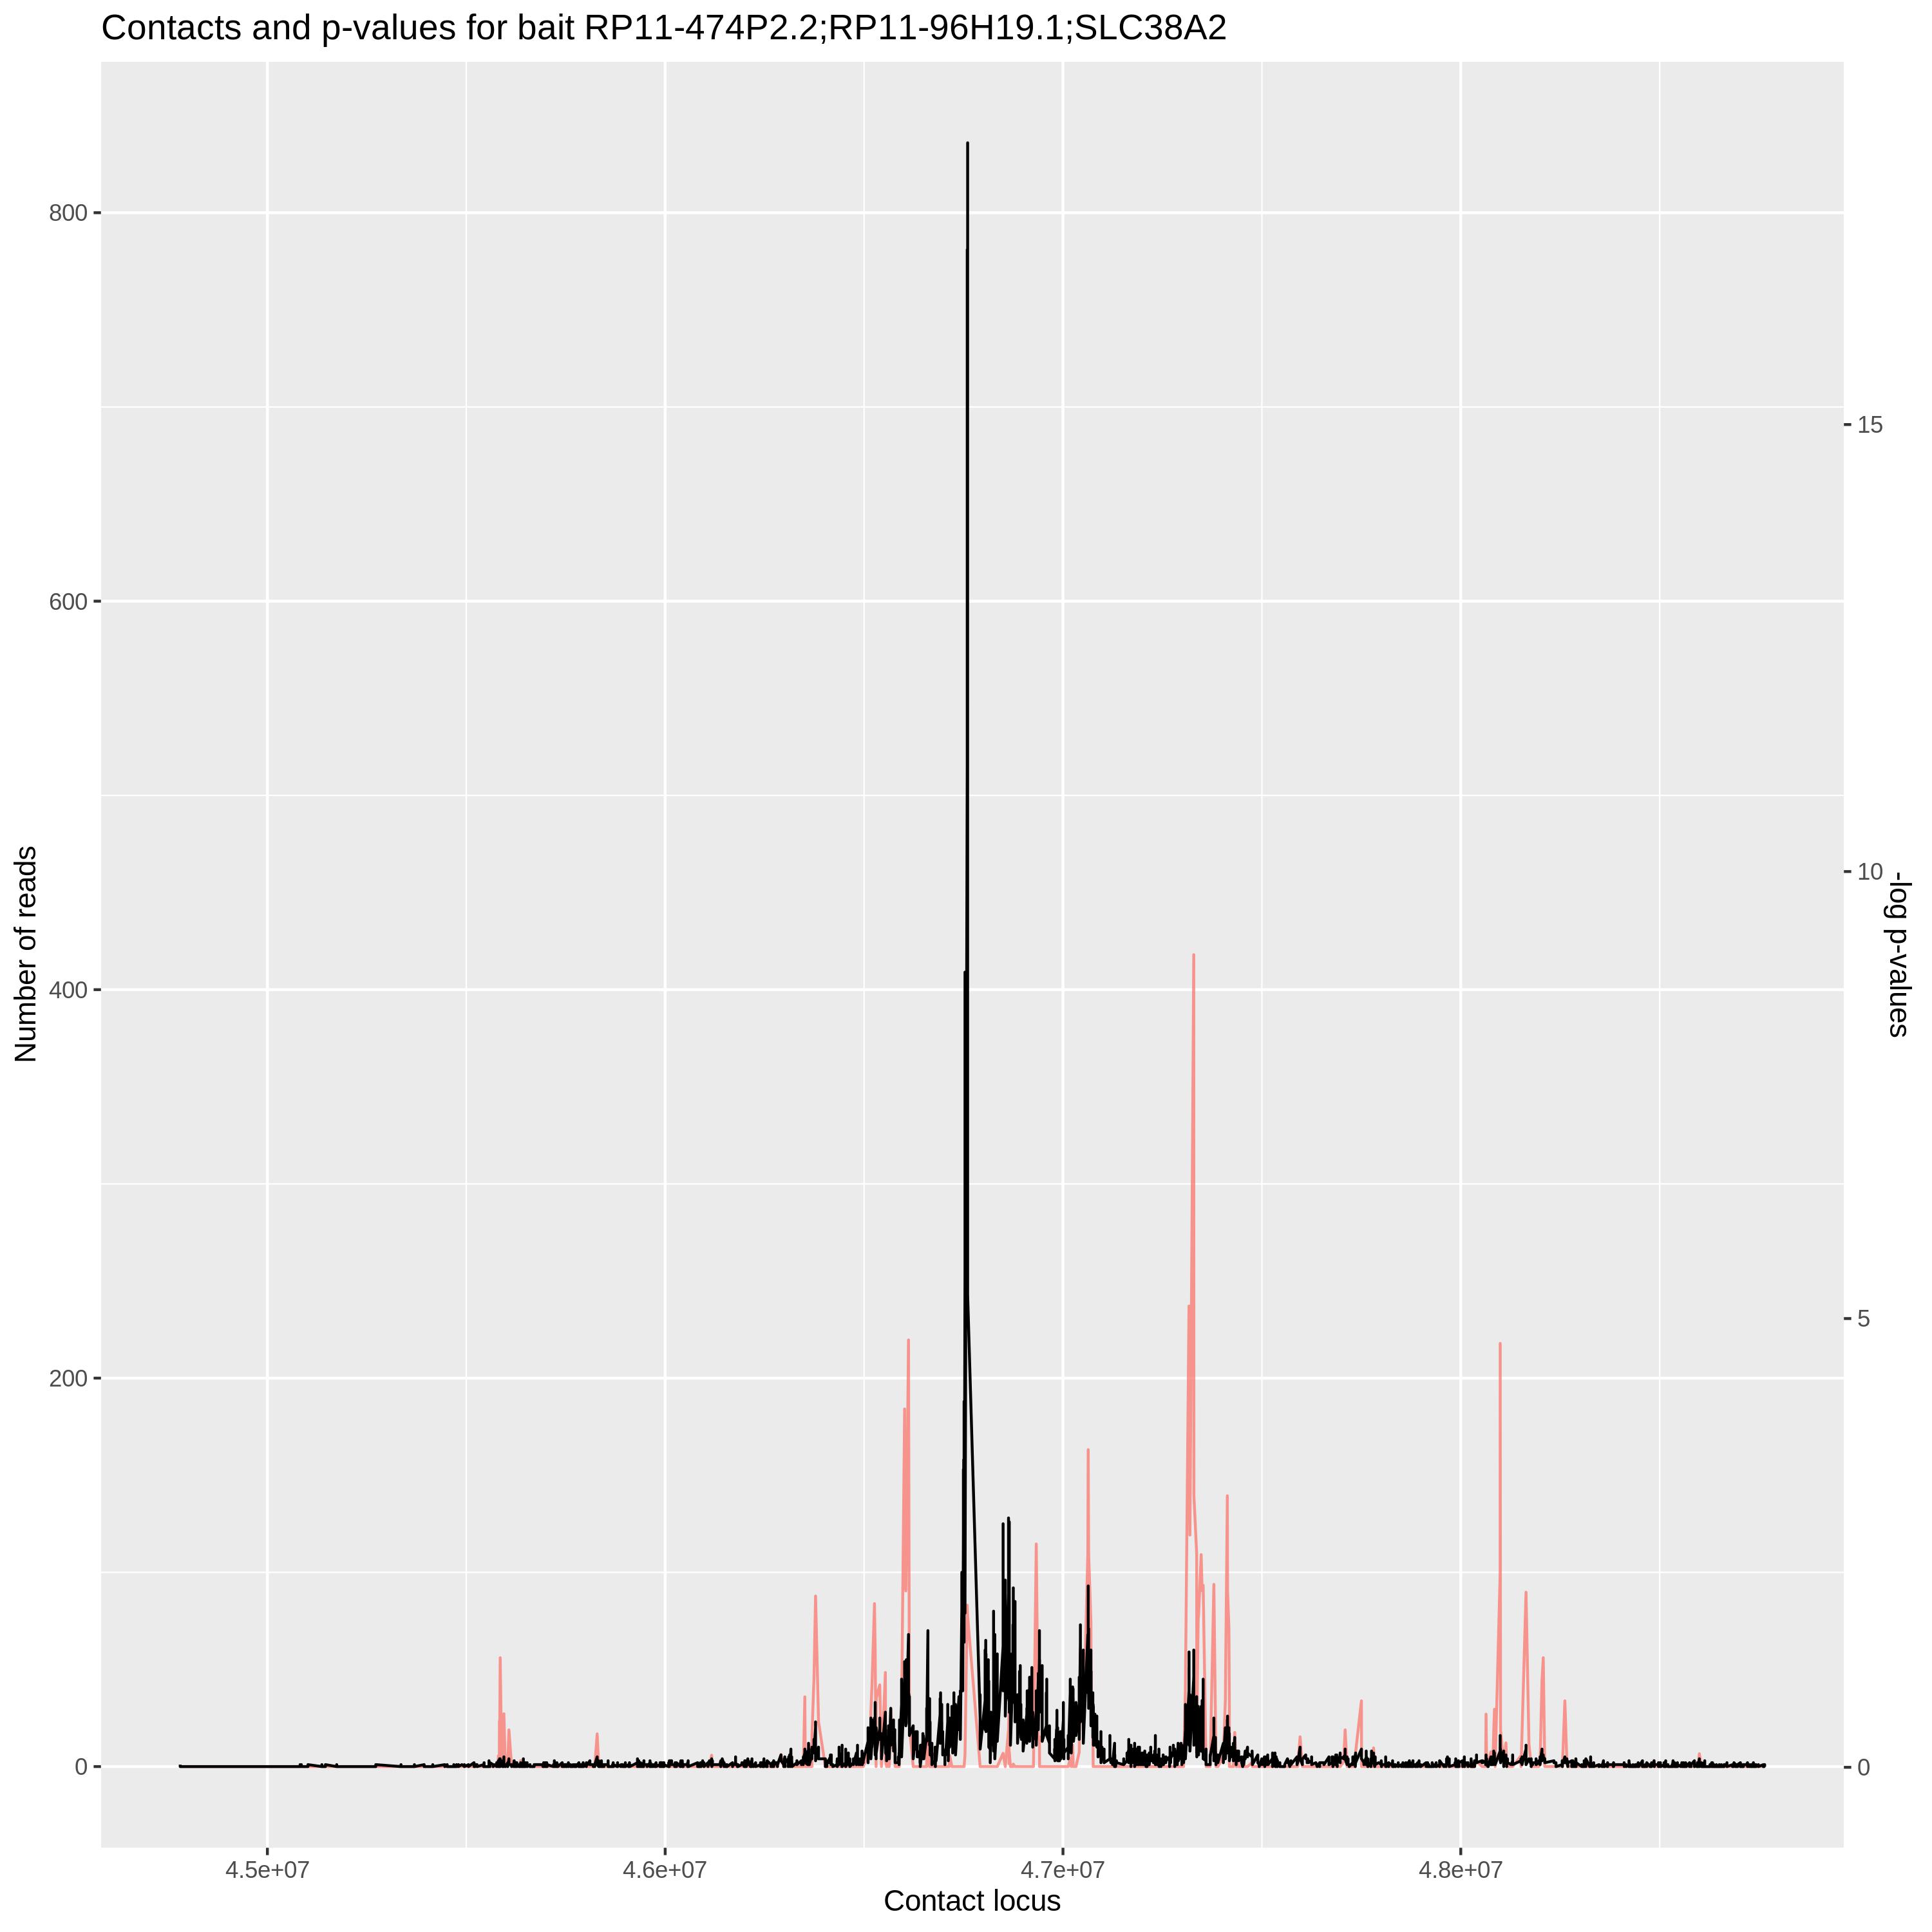 Contacts and p-values for bait RP11-474P2.2;RP11-96H19.1;SLC38A2
800
600
400
200
0
Number of reads
15
10
5
0
-log p-values
4.5e+07
4.6e+07
4.7e+07
4.8e+07
Contact locus